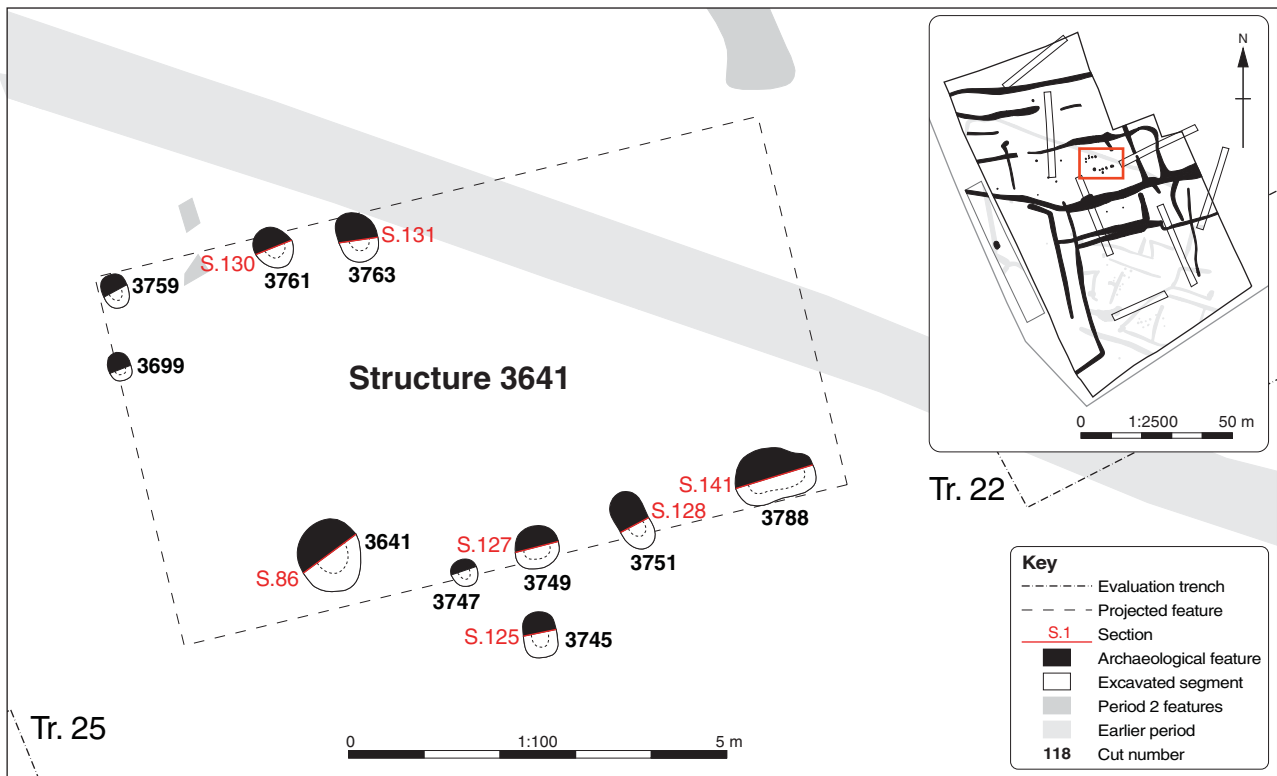 S.131
S.130
3761
3763
3759
3699
Structure 3641
S.141
3788
S.128
3751
S.127
3749
3747
3641
S.86
S.125
3745
Tr. 22
Tr. 25
0 1:100 5 m
N
0 1:2500 50 m
Key
Evaluation trench
Projected feature
S.1 Section
Archaeological feature
Excavated segment
Period 2 features
Earlier period
118 Cut number